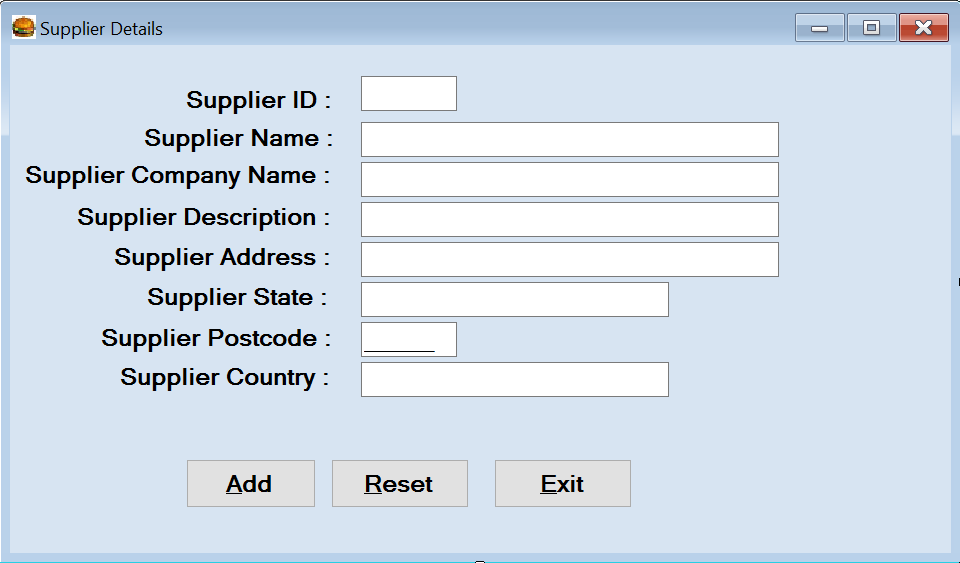 Supplier Details
Supplier ID :
Supplier Name :
Supplier Company Name :
Supplier Description :
Supplier Address :
Supplier State :
Supplier Postcode :
______
Supplier Country :
Add Reset Exit